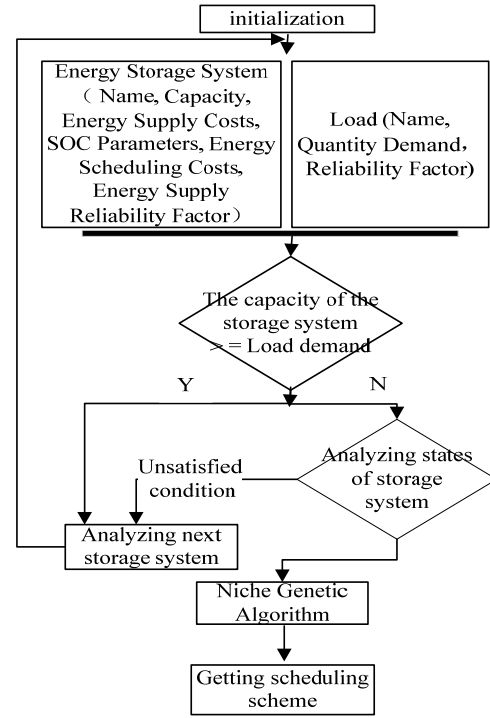 initialization
Energy Storage System
（ Name, Capacity,
Energy Supply Costs,
SOC Parameters, Energy
Scheduling Costs,
Energy Supply
Reliability Factor）
Load (Name,
Quantity Demand，
Reliability Factor)
The capacity of the
storage system
> = Load demand
Y
N
Analyzing states
of storage
system
Unsatisfied
condition
Analyzing next
storage system
Niche Genetic
Algorithm
Getting scheduling
scheme